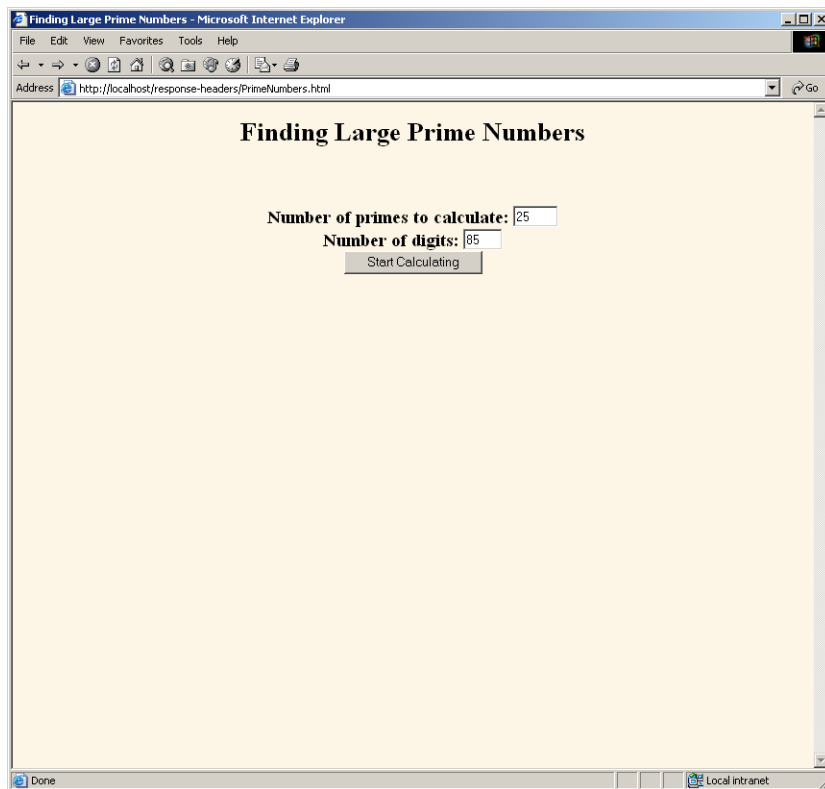 Finding Large Prime Numbers - Microsoft Internet Explorer
File Edit View Favorites Tools Help
Address http://localhost/response-headers/PrimeNumbers.html Go
Finding Large Prime Numbers
Number of primes to calculate: 25
Number of digits: 85
Start Calculating
Done Local intranet